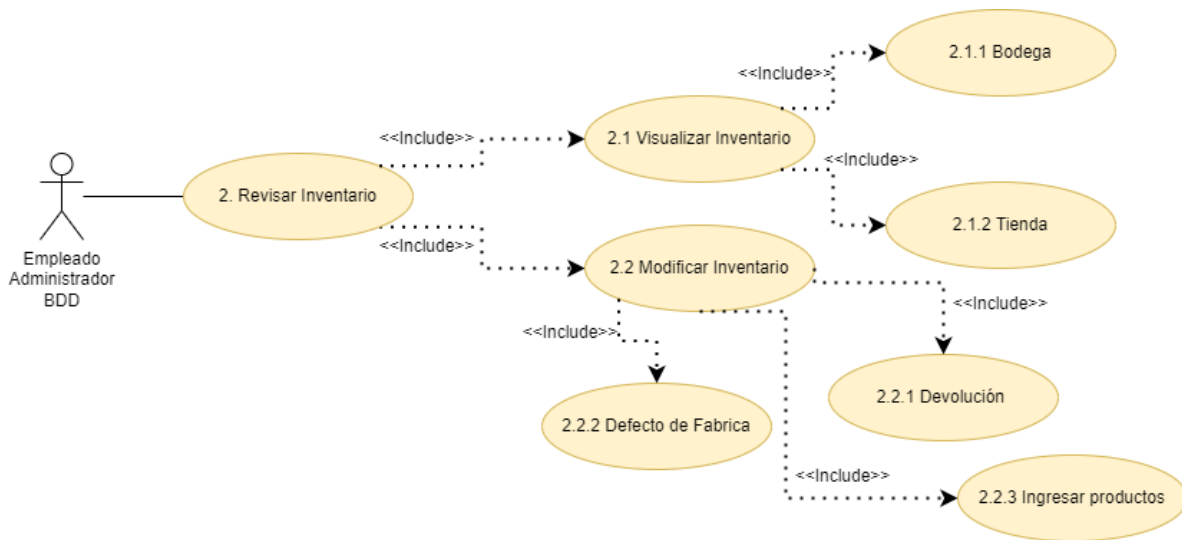 2.1.1 Bodega
<<Include>>
<<Include>>
2.1 Visualizar Inventario
<<Include>>
2. Revisar Inventario
2.1.2 Tienda
<<Include>>
2.2 Modificar Inventario
Empleado
Administrador
BDD
<<Include>>
<<Include>>
2.2.1 Devolución
2.2.2 Defecto de Fabrica
<<Include>>
2.2.3 Ingresar productos